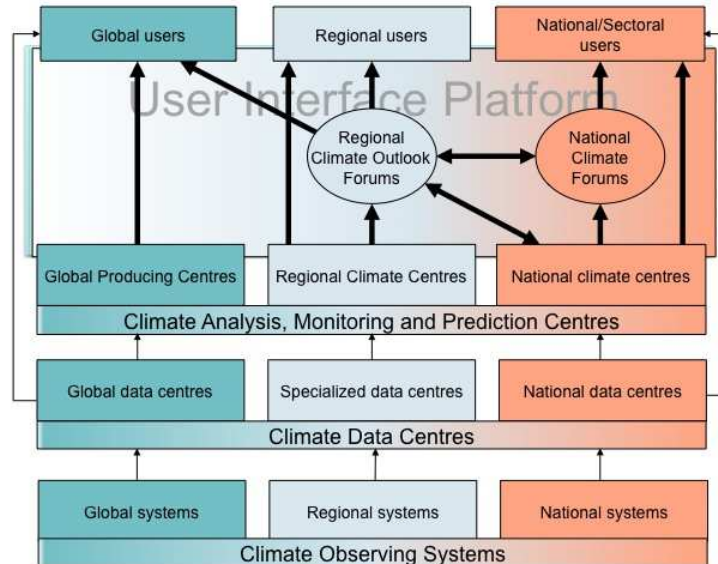 Global users
Regional users
National/Sectoral
users
User Interface Platform
Regional
Climate Outlook
Forums
National
Climate
Forums
Global Producing Centres
Regional Climate Centres
National climate centres
Climate Analysis, Monitoring and Prediction Centres
Global data centres
Specialized data centres
National data centres
Climate Data Centres
Global systems
Regional systems
National systems
Climate Observing Systems